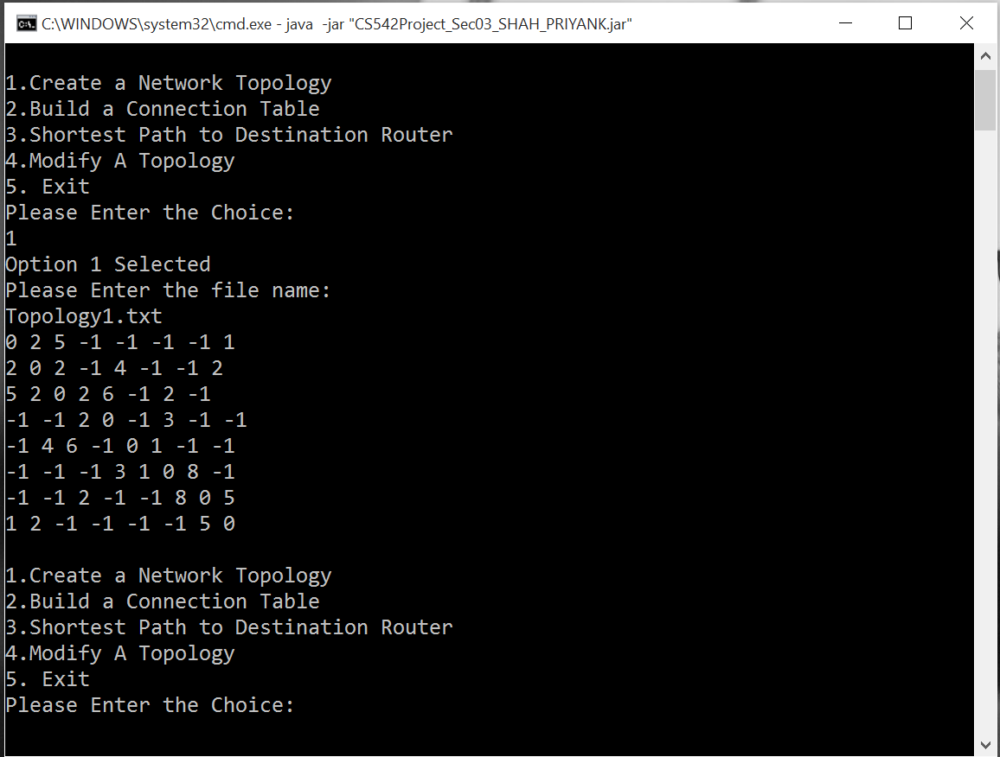 C:\WINDOWS\system32\cmd.exe - java  -jar "CS542Project_Sec03_SHAH_PRIYANK.jar"
1.Create a Network Topology
2.Build a Connection Table
3.Shortest Path to Destination Router
4.Modify A Topology
5. Exit
Please Enter the Choice:
1
Option 1 Selected
Please Enter the file name:
Topology1.txt
0 2 5 -1 -1 -1 -1 1
2 0 2 -1 4 -1 -1 2
5 2 0 2 6 -1 2 -1
-1 -1 2 0 -1 3 -1 -1
-1 4 6 -1 0 1 -1 -1
-1 -1 -1 3 1 0 8 -1
-1 -1 2 -1 -1 8 0 5
1 2 -1 -1 -1 -1 5 0
1.Create a Network Topology
2.Build a Connection Table
3.Shortest Path to Destination Router
4.Modify A Topology
5. Exit
Please Enter the Choice: